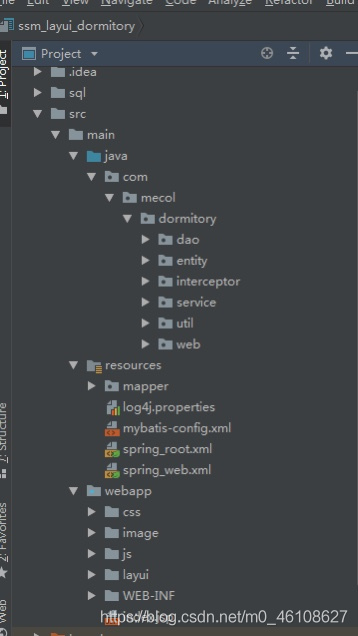 File Edit View Navigate Code Analyze Refactor Build
ssm_layui_dormitory
Project
1: Project
.idea
sql
src
main
java
com
mecol
dormitory
dao
entity
interceptor
service
util
web
resources
mapper
log4j.properties
mybatis-config.xml
spring_root.xml
spring_web.xml
webapp
css
image
js
layui
WEB-INF
7: Structure
2: Favorites
Web
https://blog.csdn.net/m0_46108627